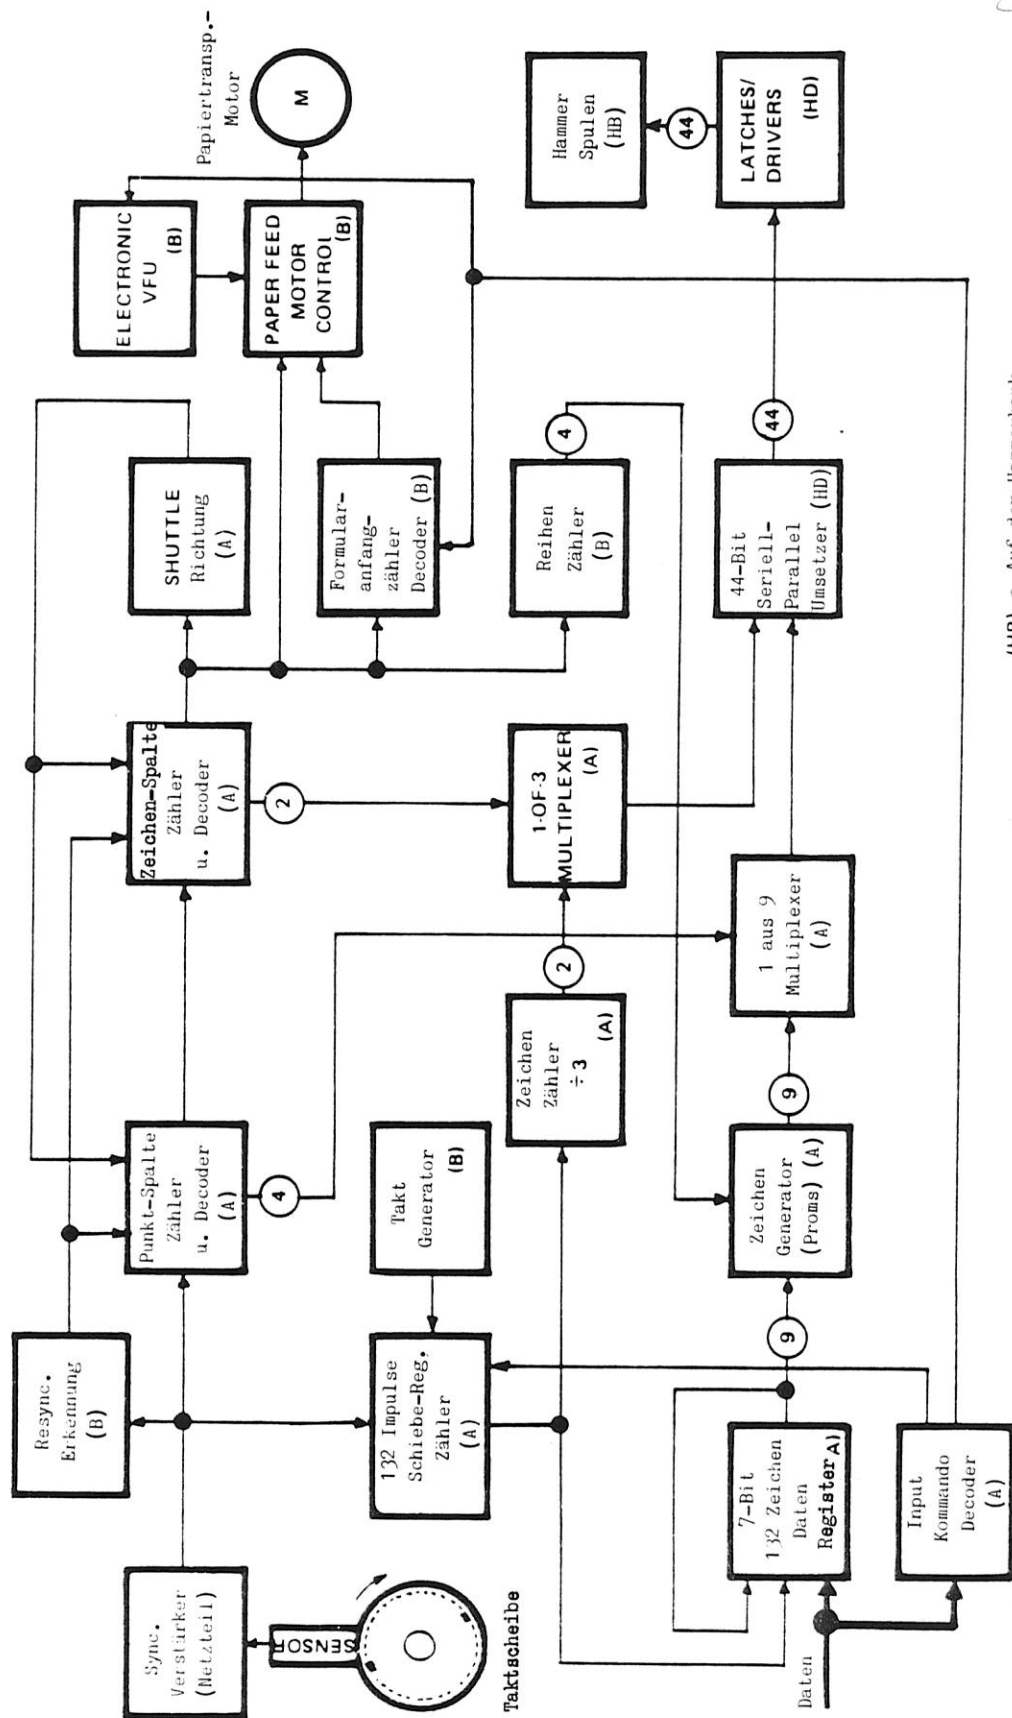 Sync.
Verstärker
(Netzteil)
SENSOR
Taktscheibe
Resync.
Erkennung
(B)
Punkt-Spalte
Zähler
u. Decoder
(A)
4
Zeichen-Spalte
Zähler
u. Decoder
(A)
2
SHUTTLE
Richtung
(A)
ELECTRONIC
VFU
(B)
Papiertransp.-
Motor
M
PAPER FEED
MOTOR
CONTROL
(B)
Formular-
anfang-
zähler
Decoder (B)
132 Impulse
Schiebe-Reg.
Zähler
(A)
Takt
Generator
(B)
Zeichen
Zähler
÷3
(A)
2
1-OF-3
MULTIPLEXER
(A)
Reihen
Zähler
(B)
4
Hammer
Spulen
(HB)
44
LATCHES/
DRIVERS
(HD)
Daten
7-Bit
132 Zeichen
Daten
Register A)
9
Zeichen
Generator
(Proms) (A)
9
1 aus 9
Multiplexer
(A)
44-Bit
Seriell-
Parallel
Umsetzer (HD)
44
Input
Kommando
Decoder
(A)